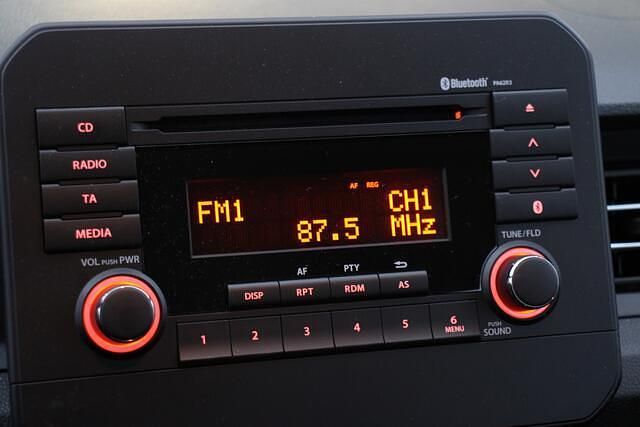 Bluetooth PA62R3
CD
RADIO
TA
MEDIA
AF REG
FM1 CH1
87.5 MHz
VOL PUSH PWR
TUNE/FLD
AF PTY
DISP RPT RDM AS
1 2 3 4 5 6
MENU
PUSH
SOUND